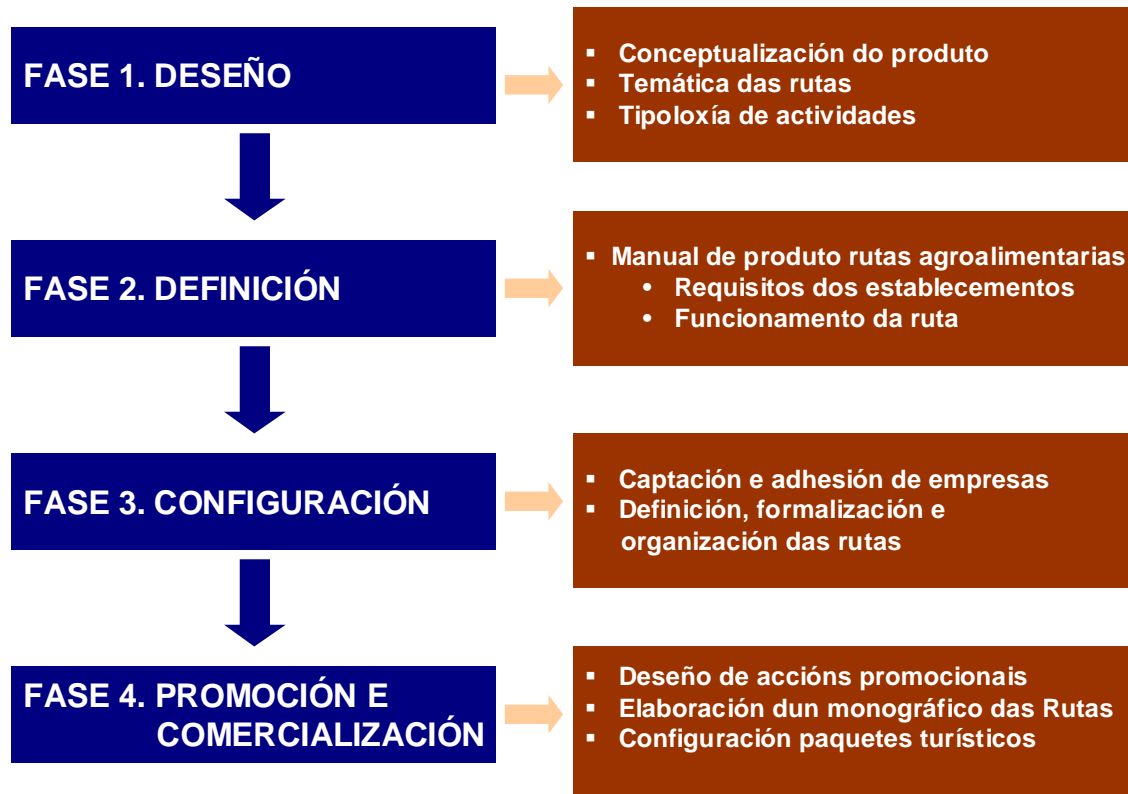 FASE 1. DESEÑO
▪ Conceptualización do produto
▪ Temática das rutas
▪ Tipoloxía de actividades
FASE 2. DEFINICIÓN
▪ Manual de produto rutas agroalimentarias
• Requisitos dos establecementos
• Funcionamento da ruta
FASE 3. CONFIGURACIÓN
▪ Captación e adhesión de empresas
▪ Definición, formalización e
organización das rutas
FASE 4. PROMOCIÓN E
COMERCIALIZACIÓN
▪ Deseño de accións promocionais
▪ Elaboración dun monográfico das Rutas
▪ Configuración paquetes turísticos